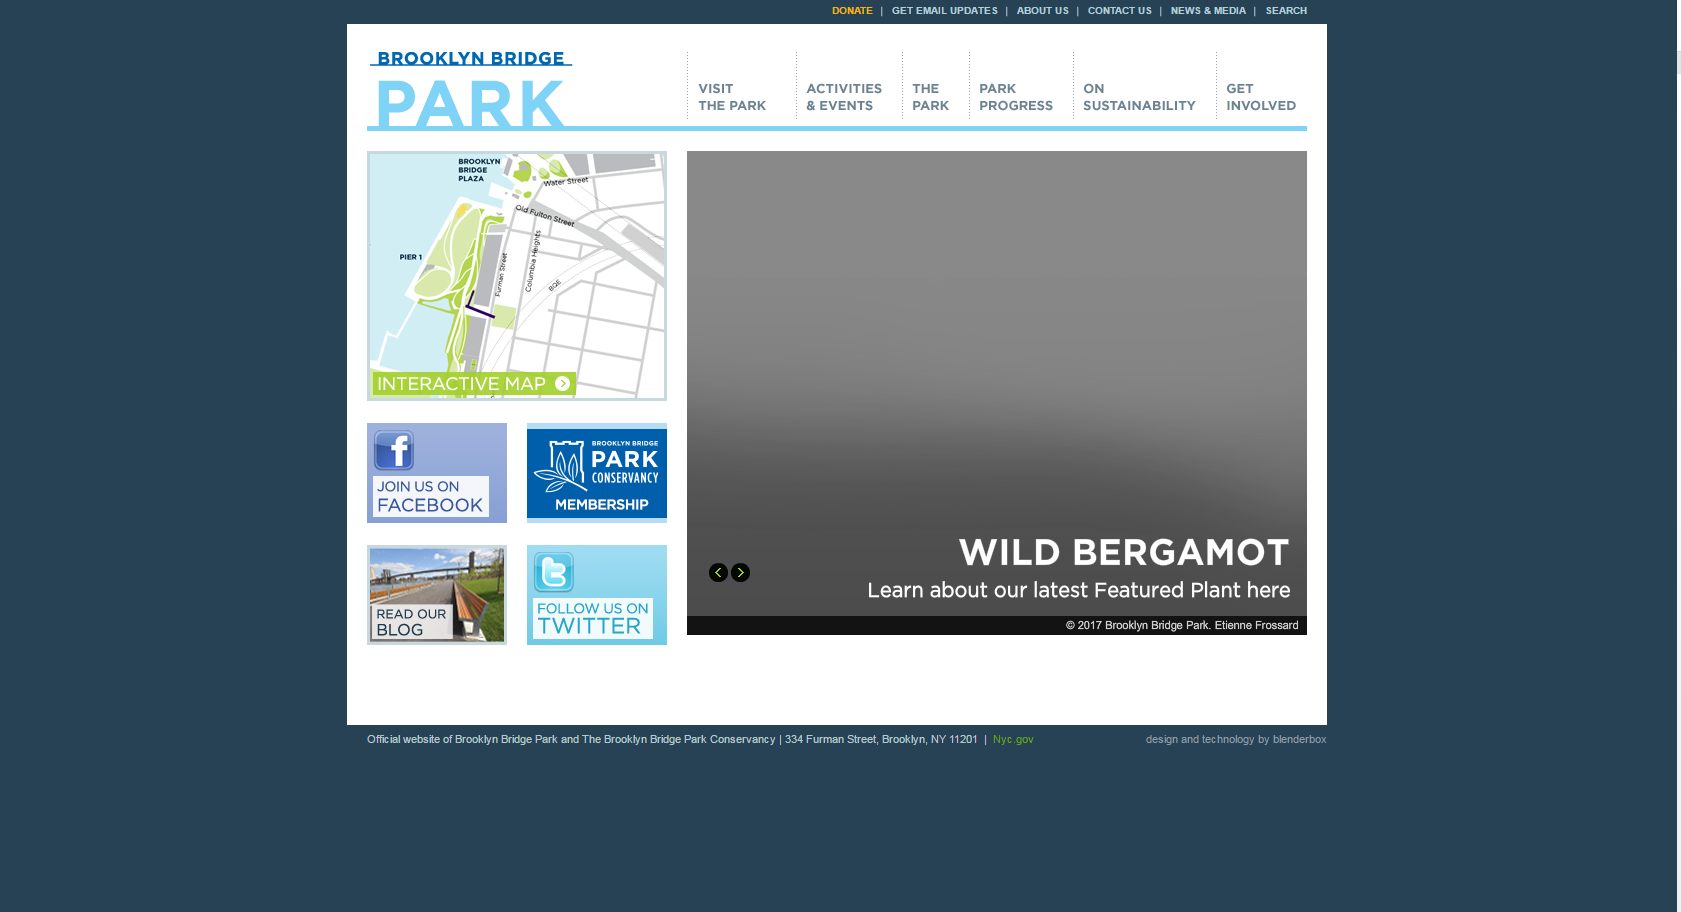 DONATE | GET EMAIL UPDATES | ABOUT US | CONTACT US | NEWS & MEDIA | SEARCH
BROOKLYN BRIDGE
PARK
VISIT
THE PARK
ACTIVITIES
& EVENTS
THE
PARK
PARK
PROGRESS
ON
SUSTAINABILITY
GET
INVOLVED
BROOKLYN
BRIDGE
PLAZA
Water Street
Old Fulton Street
Columbia Heights
Furman Street
PIER 1
BQE
INTERACTIVE MAP
JOIN US ON
FACEBOOK
BROOKLYN BRIDGE
PARK
CONSERVANCY
MEMBERSHIP
READ OUR
BLOG
FOLLOW US ON
TWITTER
WILD BERGAMOT
Learn about our latest Featured Plant here
© 2017 Brooklyn Bridge Park. Etienne Frossard
Official website of Brooklyn Bridge Park and The Brooklyn Bridge Park Conservancy | 334 Furman Street, Brooklyn, NY 11201 | Nyc.gov
design and technology by blenderbox